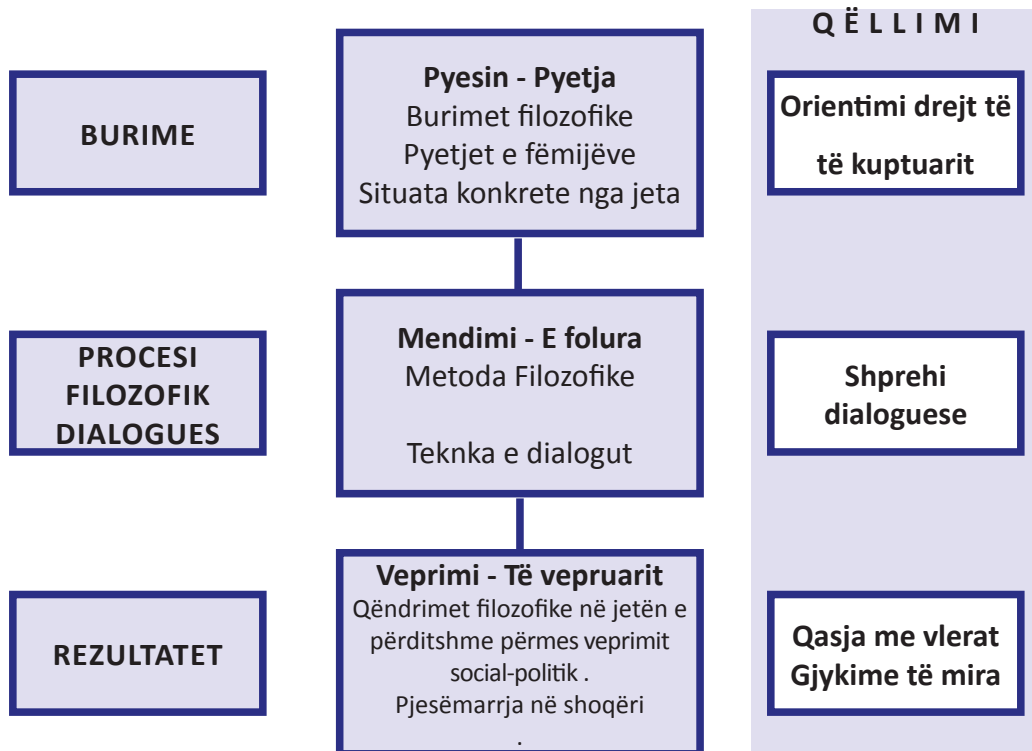 QËLLIMI
BURIME
Pyesin - Pyetja
Burimet filozofike
Pyetjet e fëmijëve
Situata konkrete nga jeta
Orientimi drejt të
të kuptuarit
PROCESI
FILOZOFIK
DIALOGUES
Mendimi - E folura
Metoda Filozofike
Teknka e dialogut
Shprehi
dialoguese
REZULTATET
Veprimi - Të vepruarit
Qëndrimet filozofike në jetën e
përditshme përmes veprimit
social-politik .
Pjesëmarrja në shoqëri
.
Qasja me vlerat
Gjykime të mira